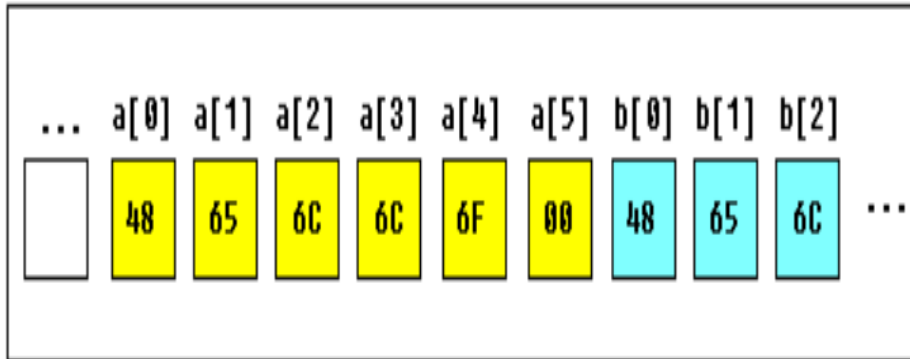 ... a[0] a[1] a[2] a[3] a[4] a[5] b[0] b[1] b[2]
48 65 6C 6C 6F 00 48 65 6C ...